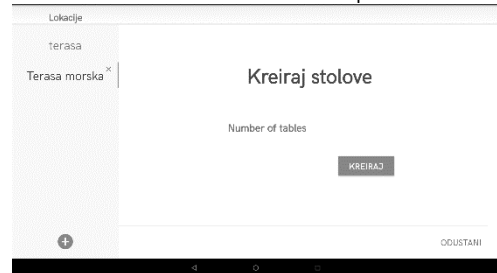 Lokacije
terasa
Terasa morska
Kreiraj stolove
Number of tables
KREIRAJ
ODUSTANI